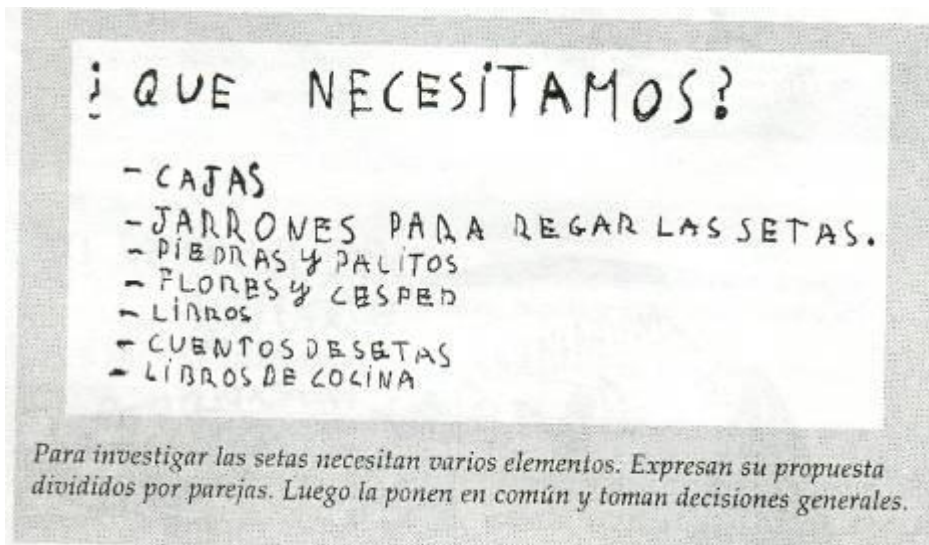 ¿QUE NECESITAMOS?
- CAJAS
- JARRONES PARA REGAR LAS SETAS.
- PIEDRAS Y PALITOS
- FLORES Y CESPED
- LIBROS
- CUENTOS DE SETAS
- LIBROS DE COCINA
Para investigar las setas necesitan varios elementos. Expresan su propuesta
divididos por parejas. Luego la ponen en común y toman decisiones generales.